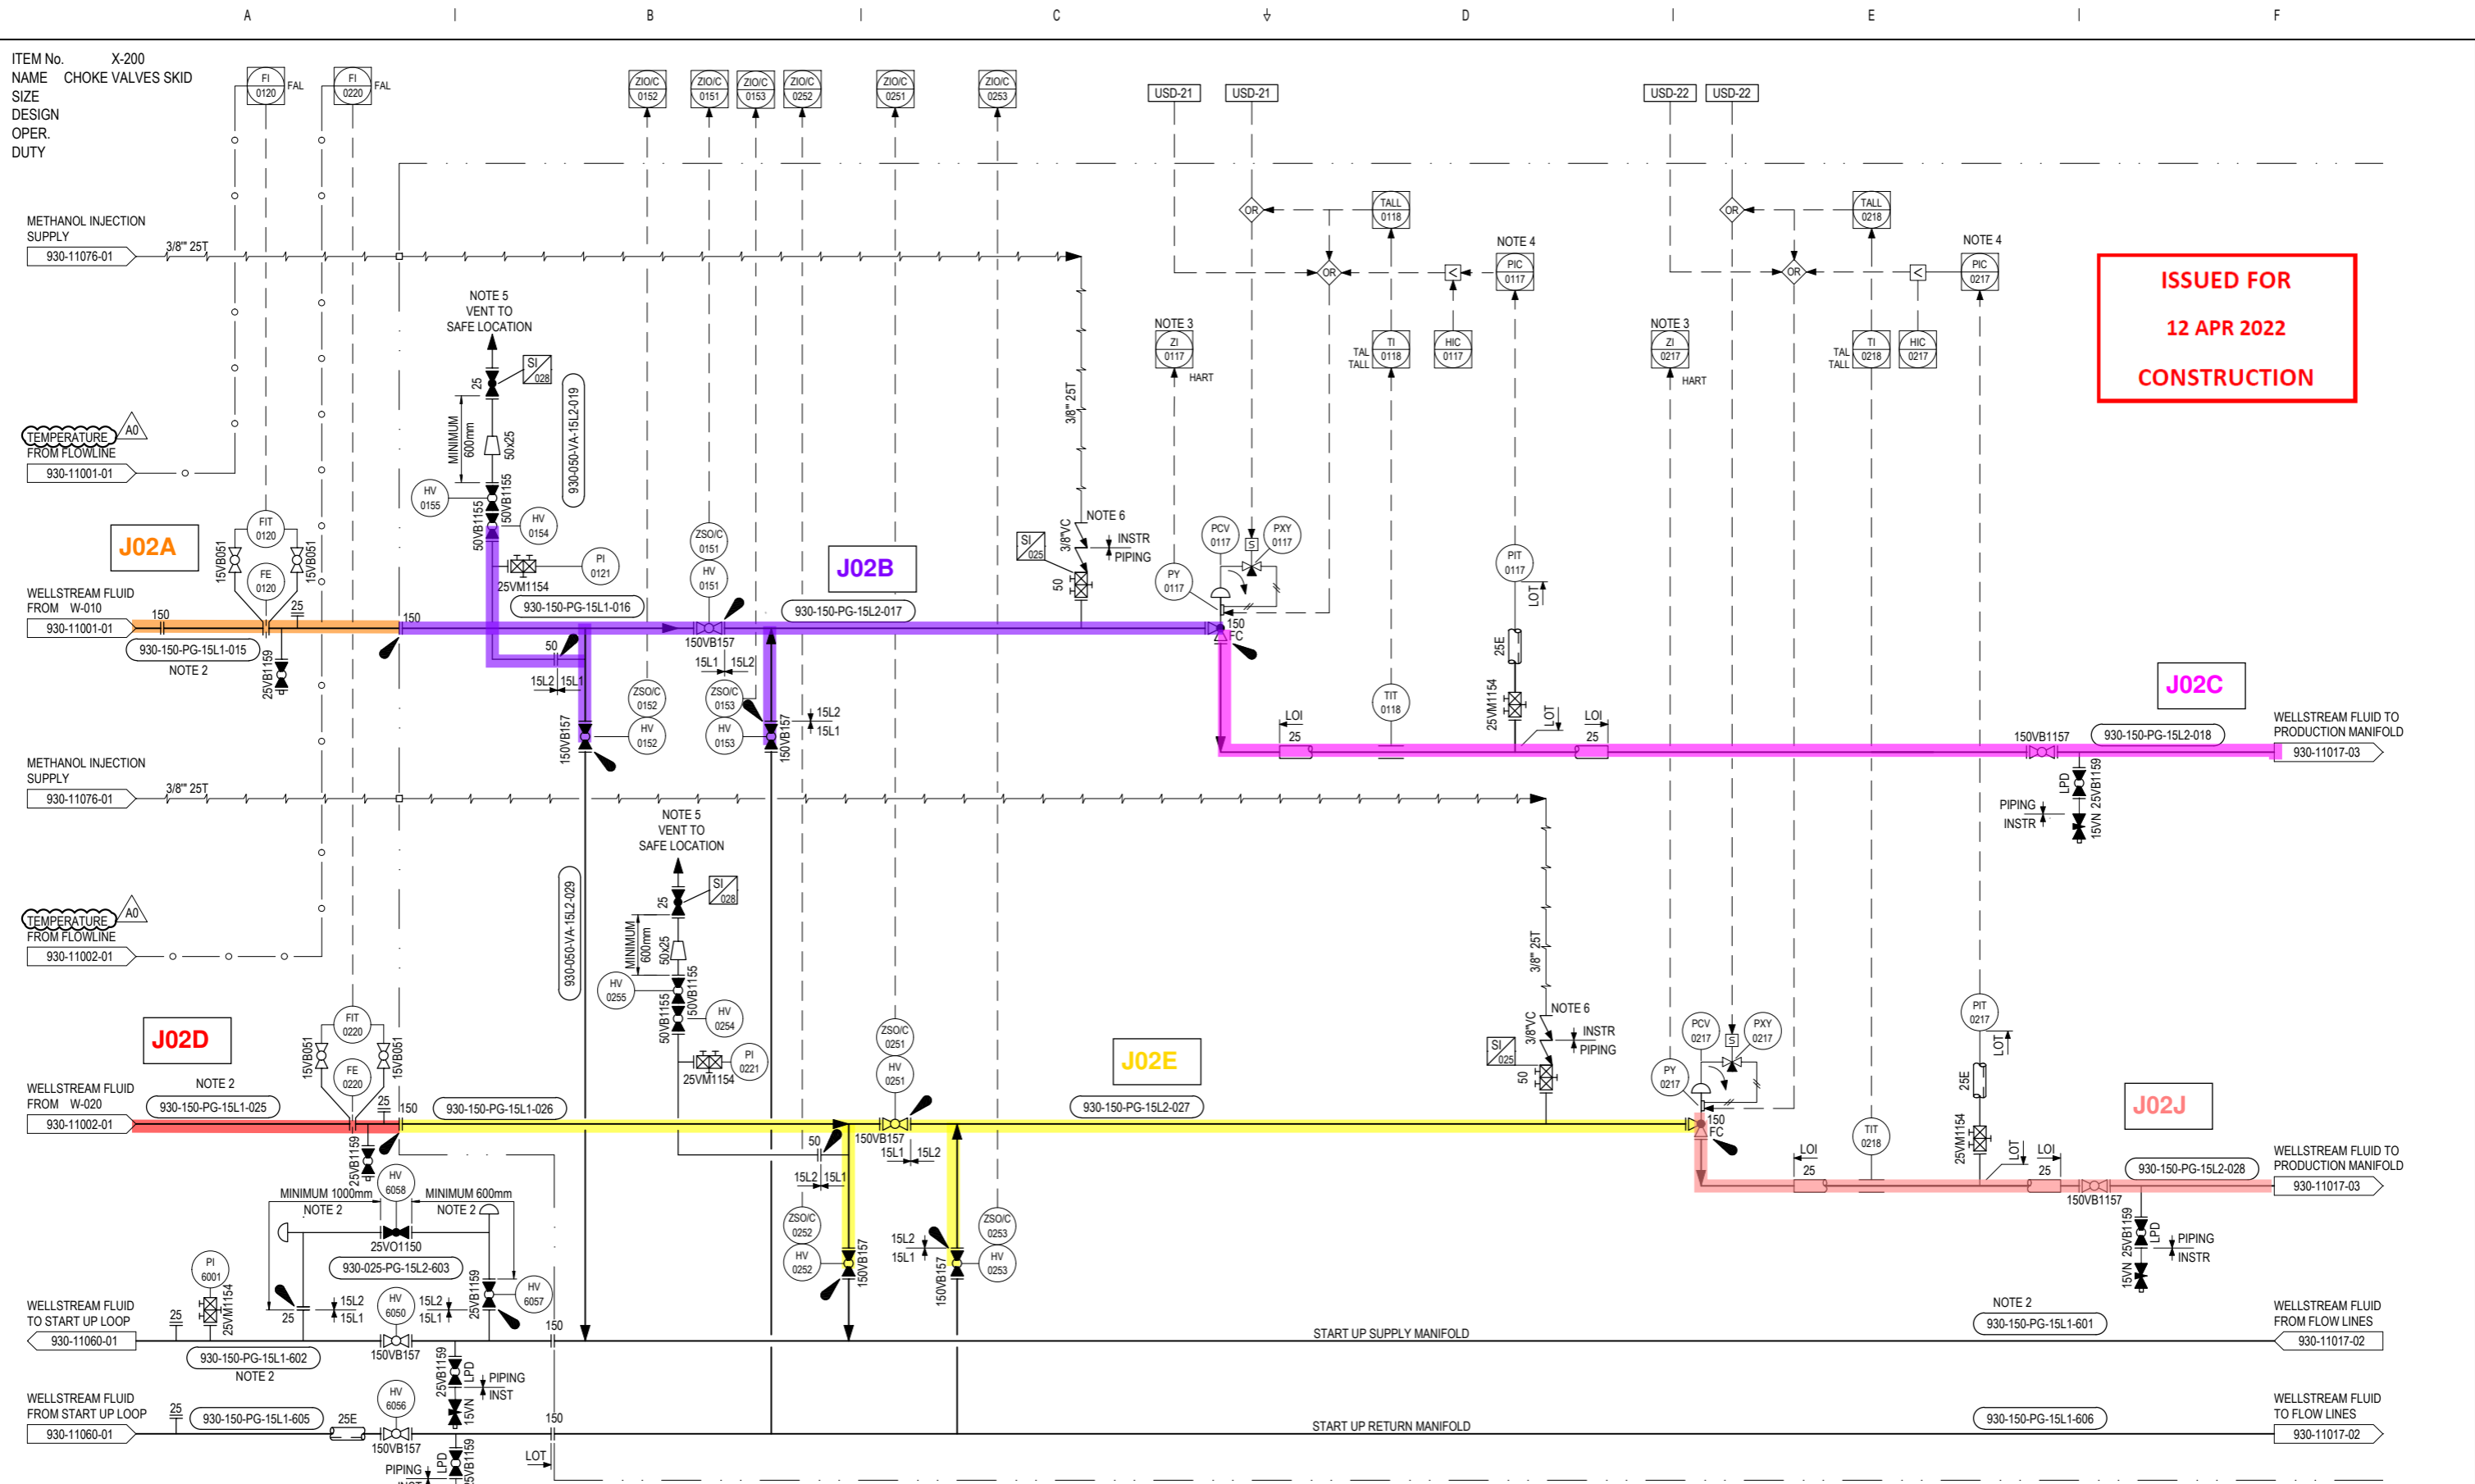 A
B
C
D
E
F
ITEM No. X-200
NAME CHOKE VALVES SKID
SIZE
DESIGN
OPER.
DUTY
FI
0120
FAL
FI
0220
FAL
ZIO/C
0152
ZIO/C
0151
ZIO/C
0153
ZIO/C
0252
ZIO/C
0251
ZIO/C
0253
USD-21
USD-21
USD-22
USD-22
METHANOL INJECTION
SUPPLY
930-11076-01
3/8"' 25T
OR
TALL
0118
OR
TALL
0218
NOTE 4
PIC
0117
<
OR
NOTE 4
PIC
0217
<
OR
ISSUED FOR
12 APR 2022
CONSTRUCTION
NOTE 5
VENT TO
SAFE LOCATION
NOTE 3
ZI
0117
HART
TAL
TALL
TI
0118
HIC
0117
NOTE 3
ZI
0217
HART
TAL
TALL
TI
0218
HIC
0217
25
SI
028
930-050-VA-15L2-019
MINIMUM
600mm
50x25
3/8"' 25T
TEMPERATURE
A0
FROM FLOWLINE
930-11001-01
HV
0155
50VB1155
50VB1155
HV
0154
J02A
FIT
0120
15VB051
15VB051
FE
0120
25VM1154
PI
0121
ZSO/C
0151
HV
0151
J02B
SI
025
3/8"VC
NOTE 6
INSTR
PIPING
50
PCV
0117
PXY
0117
S
PY
0117
PIT
0117
LOT
WELLSTREAM FLUID
FROM W-010
930-11001-01
150
25
150
930-150-PG-15L1-016
930-150-PG-15L2-017
150
FC
930-150-PG-15L1-015
NOTE 2
25VB1159
50
15L2
15L1
150VB157
15L1
15L2
25E
25VM1154
J02C
ZSO/C
0152
HV
0152
150VB157
ZSO/C
0153
HV
0153
150VB157
15L2
15L1
TIT
0118
LOI
25
LOT
LOI
25
150VB1157
930-150-PG-15L2-018
WELLSTREAM FLUID TO
PRODUCTION MANIFOLD
930-11017-03
LPD
25VB1159
PIPING
INSTR
15VN
METHANOL INJECTION
SUPPLY
930-11076-01
3/8"' 25T
NOTE 5
VENT TO
SAFE LOCATION
930-050-VA-15L2-029
25
SI
028
MINIMUM
600mm
50x25
3/8"' 25T
TEMPERATURE
A0
FROM FLOWLINE
930-11002-01
HV
0255
50VB1155
50VB1155
HV
0254
J02D
FIT
0220
15VB051
15VB051
FE
0220
25VM1154
PI
0221
ZSO/C
0251
HV
0251
J02E
SI
025
3/8"VC
NOTE 6
INSTR
PIPING
50
PCV
0217
PXY
0217
S
PY
0217
PIT
0217
LOT
25E
25VM1154
J02J
WELLSTREAM FLUID
FROM W-020
930-11002-01
NOTE 2
930-150-PG-15L1-025
25
150
930-150-PG-15L1-026
930-150-PG-15L2-027
150
FC
25VB1159
50
15L2
15L1
150VB157
15L1
15L2
TIT
0218
LOI
25
LOT
LOI
25
150VB1157
930-150-PG-15L2-028
WELLSTREAM FLUID TO
PRODUCTION MANIFOLD
930-11017-03
MINIMUM 1000mm
NOTE 2
HV
6058
MINIMUM 600mm
NOTE 2
25VO1150
930-025-PG-15L2-603
ZSO/C
0252
HV
0252
150VB157
15L2
15L1
150VB157
ZSO/C
0253
HV
0253
25VB1159
LPD
PIPING
INSTR
15VN
PI
6001
25VM1154
25
15L2
15L1
HV
6050
15L2
15L1
25VB1159
HV
6057
WELLSTREAM FLUID
TO START UP LOOP
930-11060-01
25
150VB157
150
START UP SUPPLY MANIFOLD
NOTE 2
930-150-PG-15L1-601
WELLSTREAM FLUID
FROM FLOW LINES
930-11017-02
930-150-PG-15L1-602
NOTE 2
25VB1159
LPD
PIPING
INST
15VN
WELLSTREAM FLUID
FROM START UP LOOP
930-11060-01
25
930-150-PG-15L1-605
25E
HV
6056
150VB157
150
START UP RETURN MANIFOLD
930-150-PG-15L1-606
WELLSTREAM FLUID
TO FLOW LINES
930-11017-02
PIPING
LPD
25VB1159
LOT